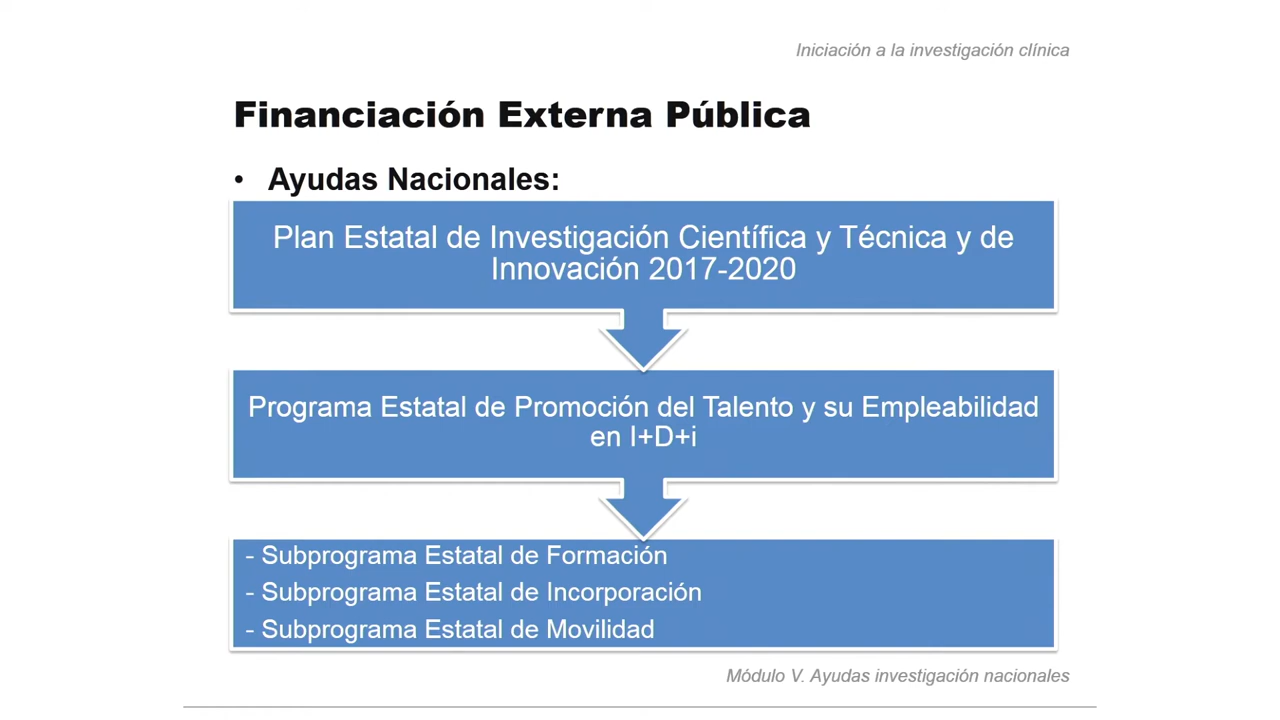 Iniciación a la investigación clínica
Financiación Externa Pública
• Ayudas Nacionales:
Plan Estatal de Investigación Científica y Técnica y de
Innovación 2017-2020
Programa Estatal de Promoción del Talento y su Empleabilidad
en I+D+i
- Subprograma Estatal de Formación
- Subprograma Estatal de Incorporación
- Subprograma Estatal de Movilidad
Módulo V. Ayudas investigación nacionales